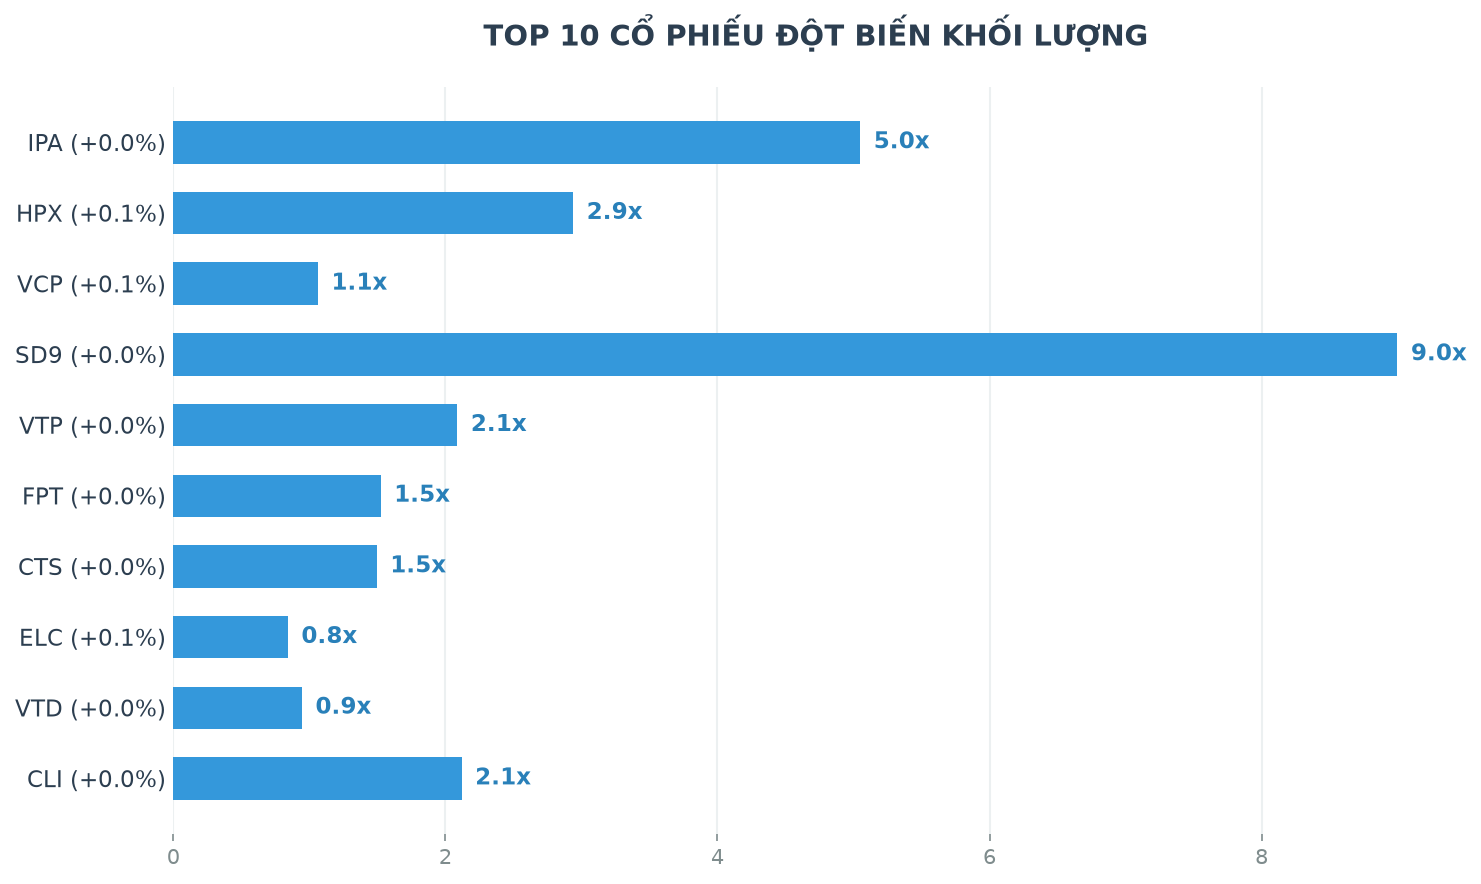 TOP 10 CỔ PHIẾU ĐỘT BIẾN KHỐI LƯỢNG
IPA (+0.0%) 5.0x
HPX (+0.1%) 2.9x
VCP (+0.1%) 1.1x
SD9 (+0.0%) 9.0x
VTP (+0.0%) 2.1x
FPT (+0.0%) 1.5x
CTS (+0.0%) 1.5x
ELC (+0.1%) 0.8x
VTD (+0.0%) 0.9x
CLI (+0.0%) 2.1x
0 2 4 6 8